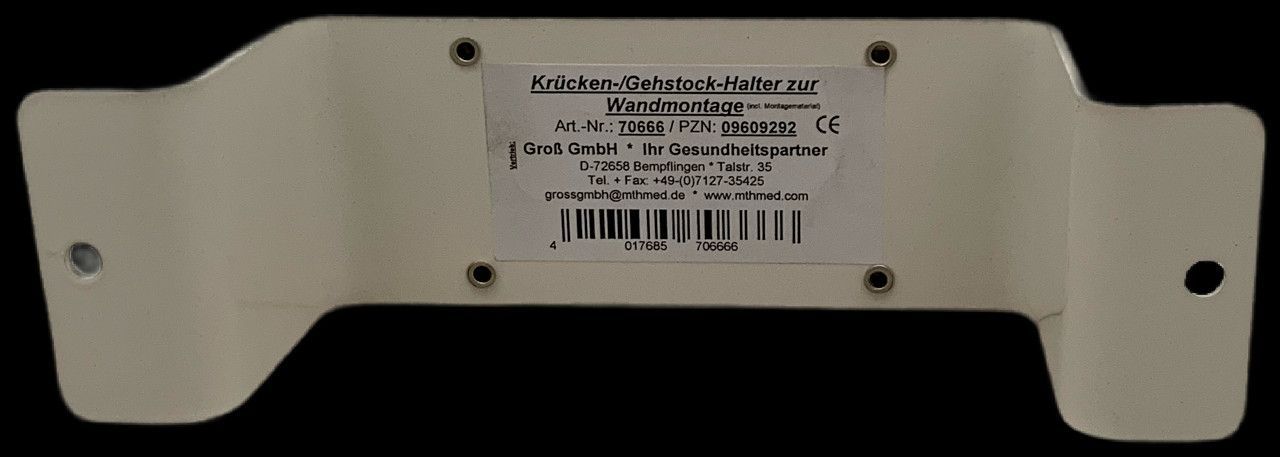 Krücken-/Gehstock-Halter zur
Wandmontage (incl. Montagematerial)
Art.-Nr.: 70666 / PZN: 09609292 CE
Vertrieb:
Groß GmbH * Ihr Gesundheitspartner
D-72658 Bempflingen * Talstr. 35
Tel. + Fax: +49-(0)7127-35425
grossgmbh@mthmed.de * www.mthmed.com
4 017685 706666